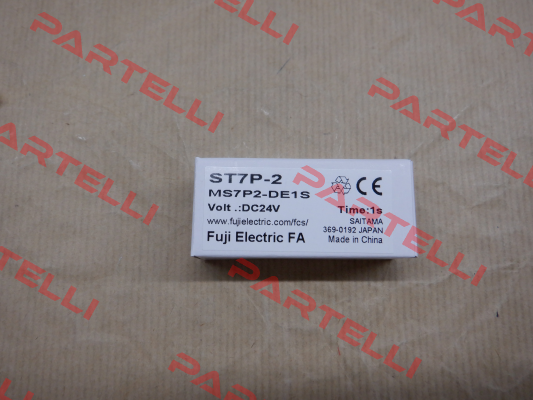 PARTELLI
PARTELLI
PARTELLI
ST7P-2
MS7P2-DE1S
Volt .:DC24V
www.fujielectric.com/fcs/
Fuji Electric FA
CE
Time:1s
SAITAMA
369-0192 JAPAN
Made in China
PARTELLI
PARTELLI
PARTELLI